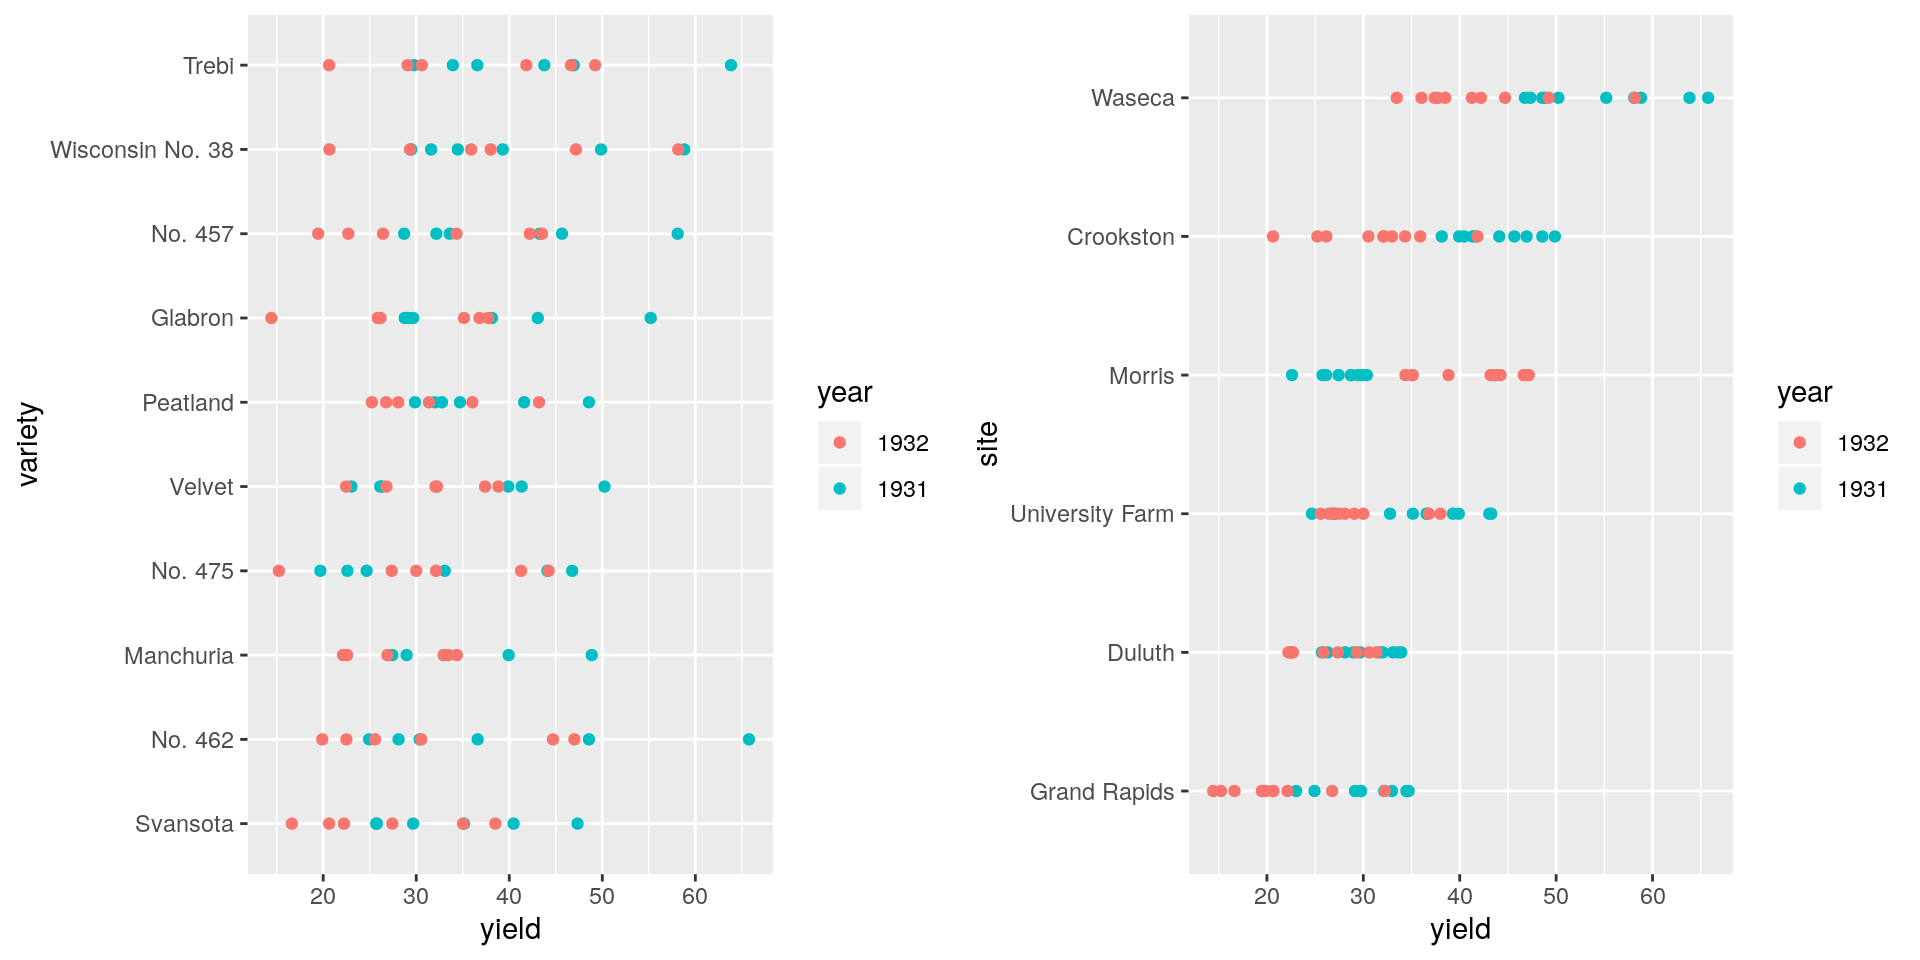 variety
Trebi
Wisconsin No. 38
No. 457
Glabron
Peatland
Velvet
No. 475
Manchuria
No. 462
Svansota
20 30 40 50 60
yield
year
1932
1931
site
Waseca
Crookston
Morris
University Farm
Duluth
Grand Rapids
20 30 40 50 60
yield
year
1932
1931